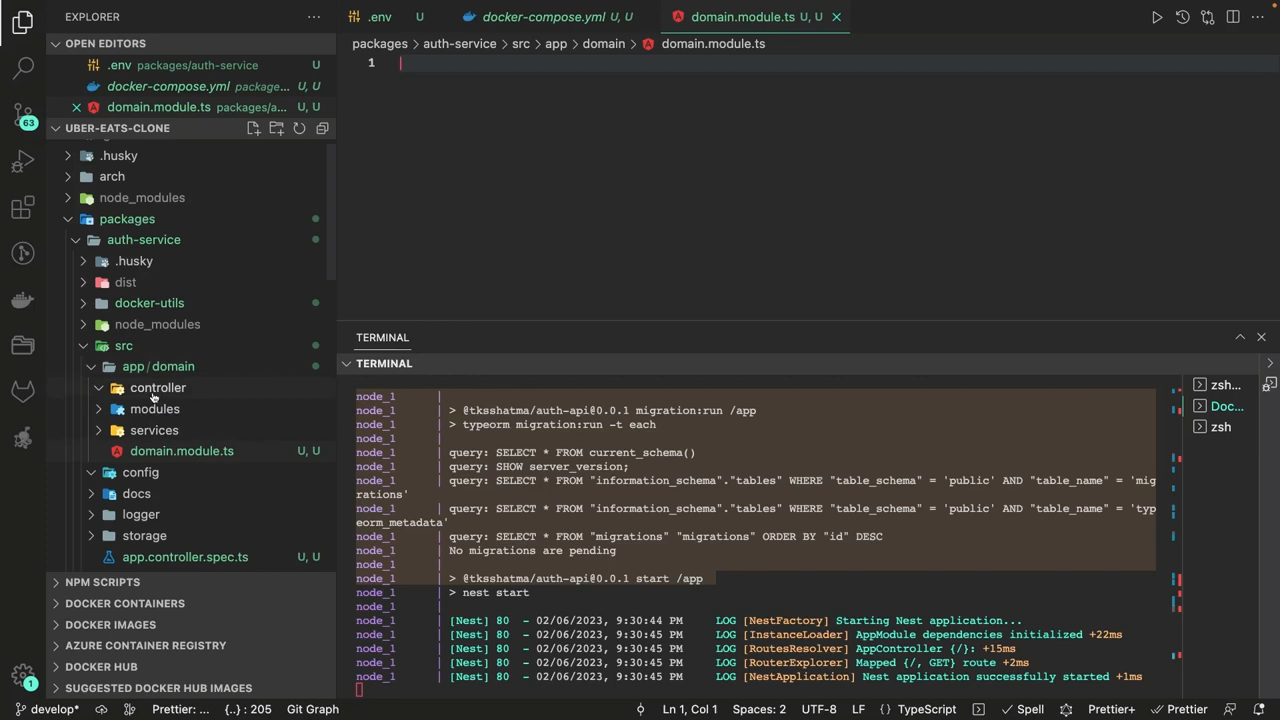 EXPLORER
.env U
docker-compose.yml U, U
domain.module.ts U, U
OPEN EDITORS
packages auth-service src app domain domain.module.ts
.env packages/auth-service U
1
docker-compose.yml package... U, U
domain.module.ts packages/a... U, U
UBER-EATS-CLONE
63
.husky
arch
node_modules
packages
auth-service
.husky
dist
docker-utils
node_modules
src
app / domain
controller
modules
services
domain.module.ts U, U
config
docs
logger
storage
app.controller.spec.ts U, U
NPM SCRIPTS
DOCKER CONTAINERS
DOCKER IMAGES
AZURE CONTAINER REGISTRY
DOCKER HUB
SUGGESTED DOCKER HUB IMAGES
1
TERMINAL
TERMINAL
node_1 |
node_1 | > @tksshatma/auth-api@0.0.1 migration:run /app
node_1 | > typeorm migration:run -t each
node_1 |
node_1 | query: SELECT * FROM current_schema()
node_1 | query: SHOW server_version;
node_1 | query: SELECT * FROM "information_schema"."tables" WHERE "table_schema" = 'public' AND "table_name" = 'mig
rations'
node_1 | query: SELECT * FROM "information_schema"."tables" WHERE "table_schema" = 'public' AND "table_name" = 'typ
eorm_metadata'
node_1 | query: SELECT * FROM "migrations" "migrations" ORDER BY "id" DESC
node_1 | No migrations are pending
node_1 |
node_1 | > @tksshatma/auth-api@0.0.1 start /app
node_1 | > nest start
node_1 |
node_1 | [Nest] 80 - 02/06/2023, 9:30:44 PM LOG [NestFactory] Starting Nest application...
node_1 | [Nest] 80 - 02/06/2023, 9:30:45 PM LOG [InstanceLoader] AppModule dependencies initialized +22ms
node_1 | [Nest] 80 - 02/06/2023, 9:30:45 PM LOG [RoutesResolver] AppController {/}: +15ms
node_1 | [Nest] 80 - 02/06/2023, 9:30:45 PM LOG [RouterExplorer] Mapped {/, GET} route +2ms
node_1 | [Nest] 80 - 02/06/2023, 9:30:45 PM LOG [NestApplication] Nest application successfully started +1ms
zsh...
Doc...
zsh
develop* Prettier: ... {..} : 205 Git Graph Ln 1, Col 1 Spaces: 2 UTF-8 LF {} TypeScript Spell Prettier+ Prettier